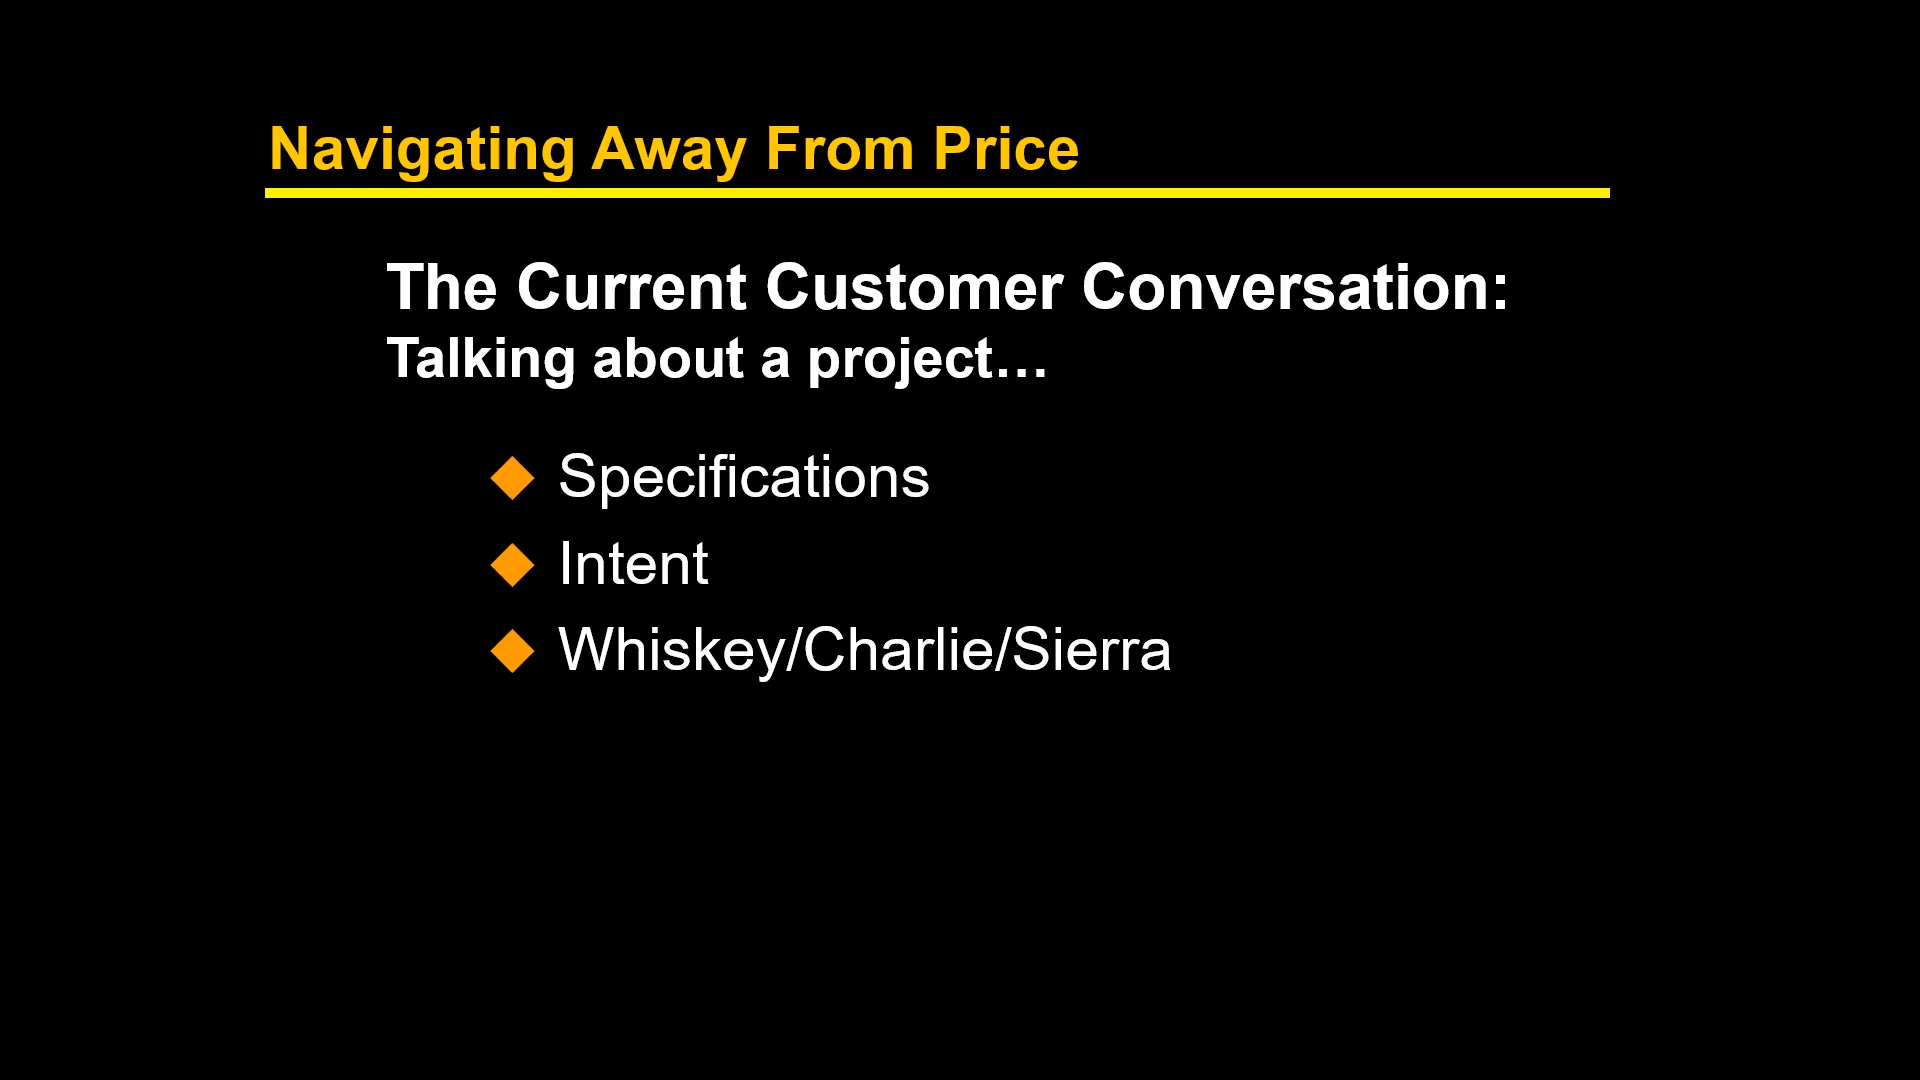 Navigating Away From Price
The Current Customer Conversation:
Talking about a project…
Specifications
Intent
Whiskey/Charlie/Sierra